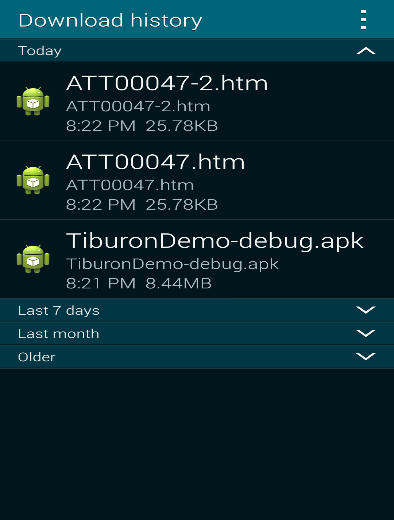 Download history
Today
ATT00047-2.htm
ATT00047-2.htm
8:22 PM 25.78KB
ATT00047.htm
ATT00047.htm
8:22 PM 25.78KB
TiburonDemo-debug.apk
TiburonDemo-debug.apk
8:21 PM 8.44MB
Last 7 days
Last month
Older